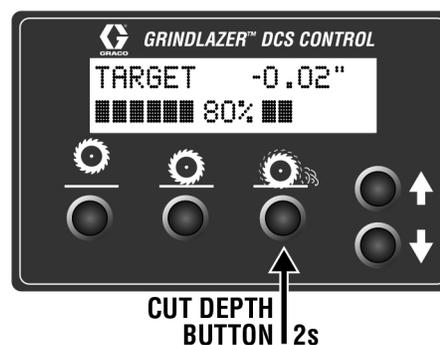 GRACO
GRINDLAZER™ DCS CONTROL
TARGET -0.02"
80%
CUT DEPTH
BUTTON 2s